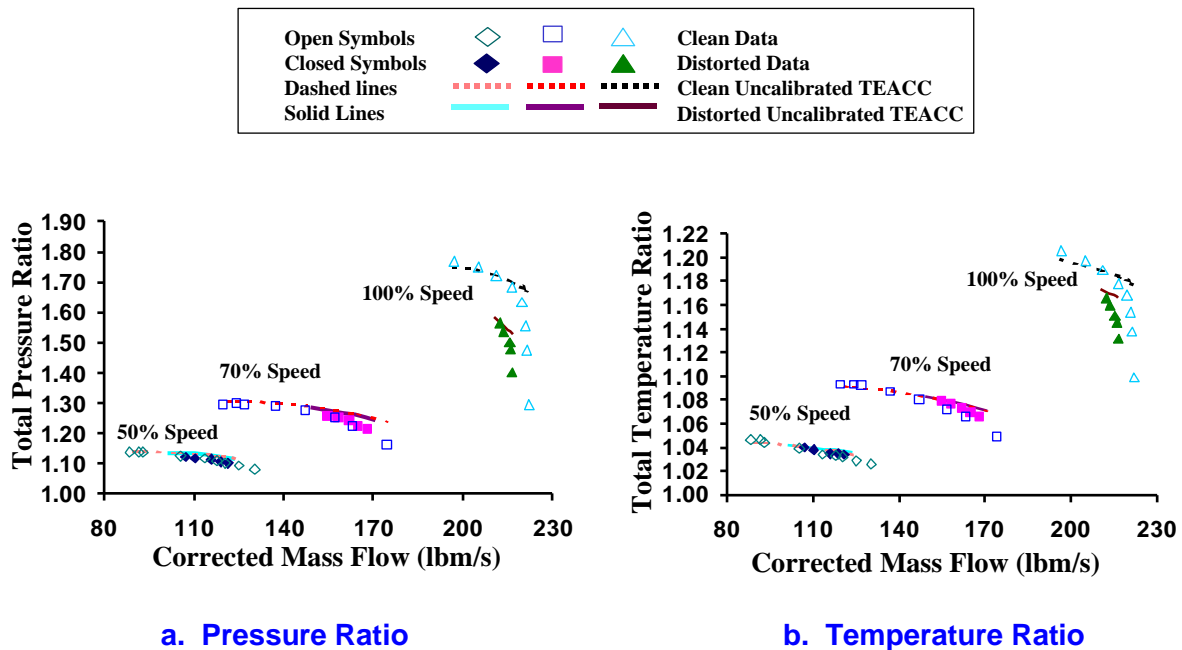 Open Symbols Clean Data
Closed Symbols Distorted Data
Dashed lines Clean Uncalibrated TEACC
Solid Lines Distorted Uncalibrated TEACC
Total Pressure Ratio
1.90
1.80
1.70
1.60
1.50
1.40
1.30
1.20
1.10
1.00
100% Speed
70% Speed
50% Speed
80 110 140 170 200 230
Corrected Mass Flow (lbm/s)
a. Pressure Ratio
Total Temperature Ratio
1.22
1.20
1.18
1.16
1.14
1.12
1.10
1.08
1.06
1.04
1.02
1.00
100% Speed
70% Speed
50% Speed
80 110 140 170 200 230
Corrected Mass Flow (lbm/s)
b. Temperature Ratio